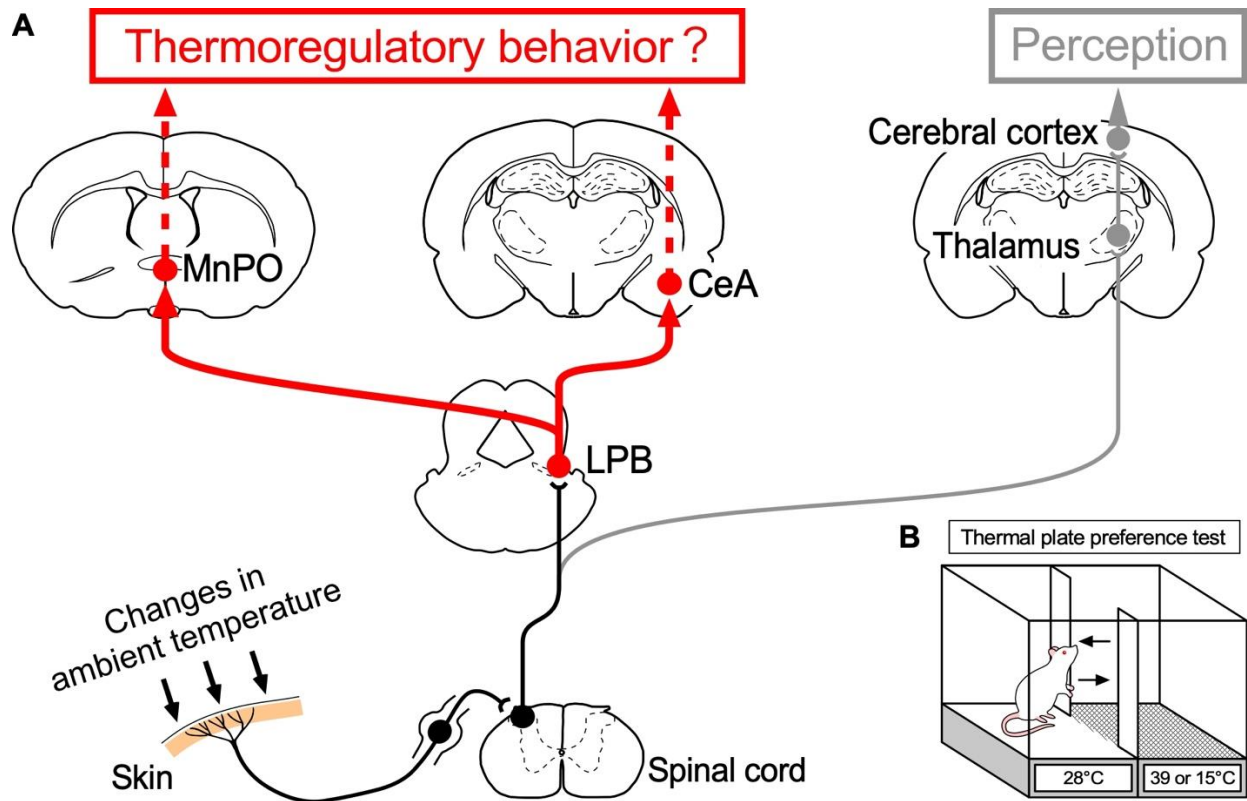 A
Thermoregulatory behavior ?
Perception
Cerebral cortex
Thalamus
MnPO
CeA
LPB
B
Thermal plate preference test
Changes in
ambient temperature
Skin
Spinal cord
28°C
39 or 15°C